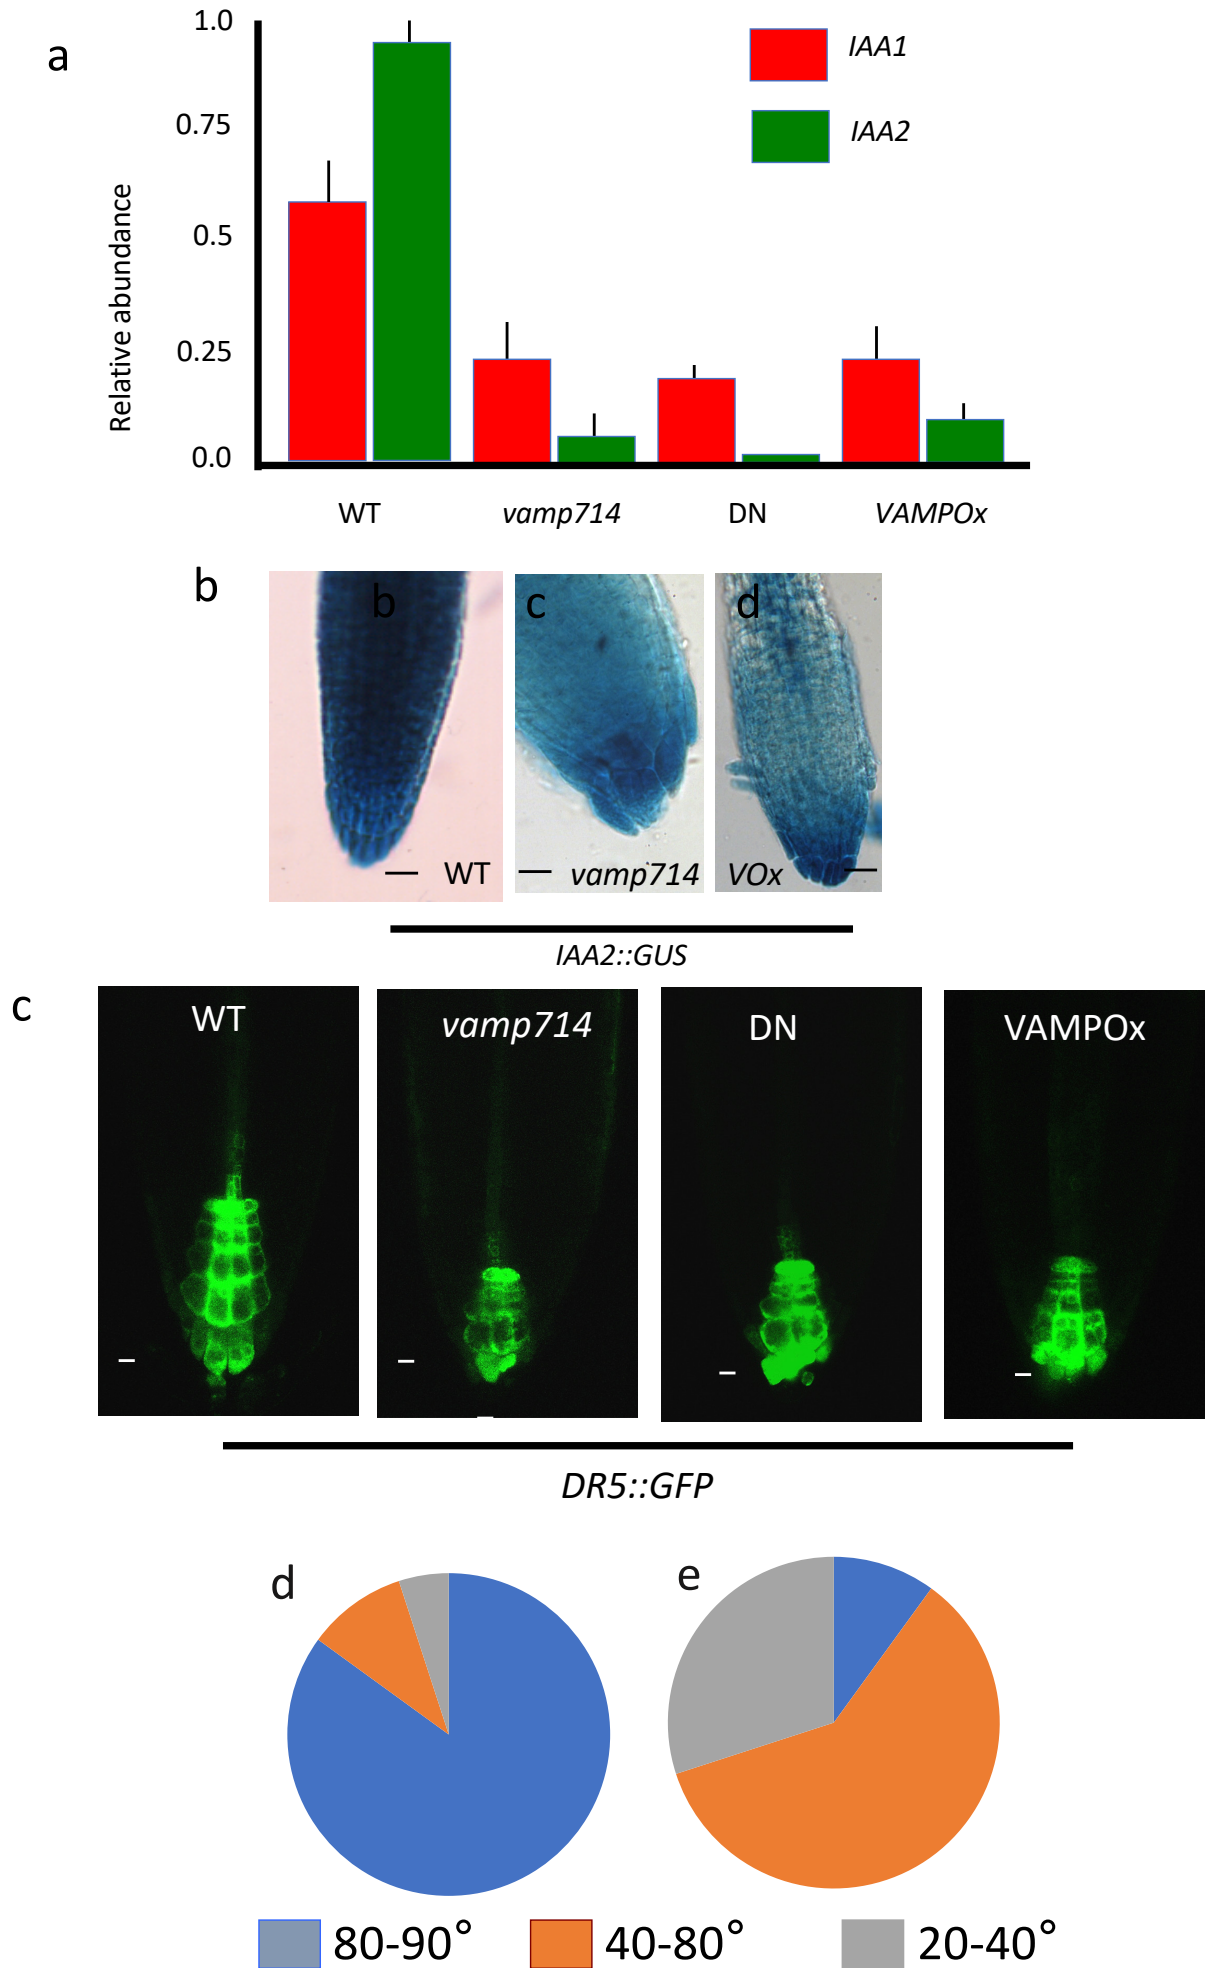 a
1.0
0.75
0.5
0.25
0.0
Relative abundance
IAA1
IAA2
WT
vamp714
DN
VAMPOx
b
b
c
d
WT
vamp714
VOx
IAA2::GUS
c
WT
vamp714
DN
VAMPOx
DR5::GFP
d
e
80-90°
40-80°
20-40°